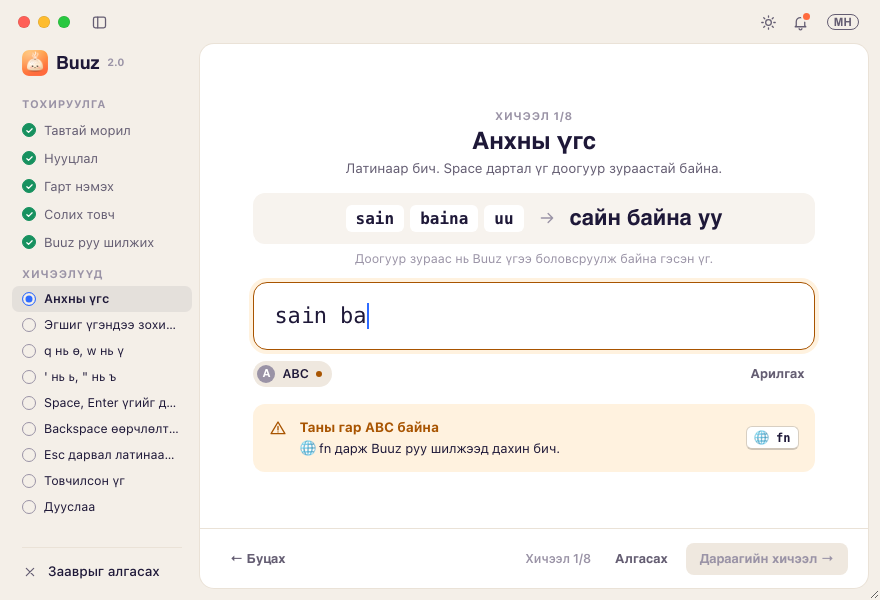 MH
Buuz 2.0
ТОХИРУУЛГА
Тавтай морил
Нууцлал
Гарт нэмэх
Солих товч
Buuz руу шилжих
ХИЧЭЭЛҮҮД
Анхны үгс
Эгшиг үгэндээ зохи...
q нь ө, w нь ү
' нь ь, " нь ъ
Space, Enter үгийг д...
Backspace өөрчлөлт...
Esc дарвал латинаа...
Товчилсон үг
Дууслаа
Зааврыг алгасах
ХИЧЭЭЛ 1/8
Анхны үгс
Латинаар бич. Space дартал үг доогуур зураастай байна.
sain baina uu → сайн байна уу
Доогуур зураас нь Buuz үгээ боловсруулж байна гэсэн үг.
sain ba
A ABC
Арилгах
Таны гар ABC байна
🌐 fn дарж Buuz руу шилжээд дахин бич.
🌐 fn
← Буцах
Хичээл 1/8
Алгасах
Дараагийн хичээл →